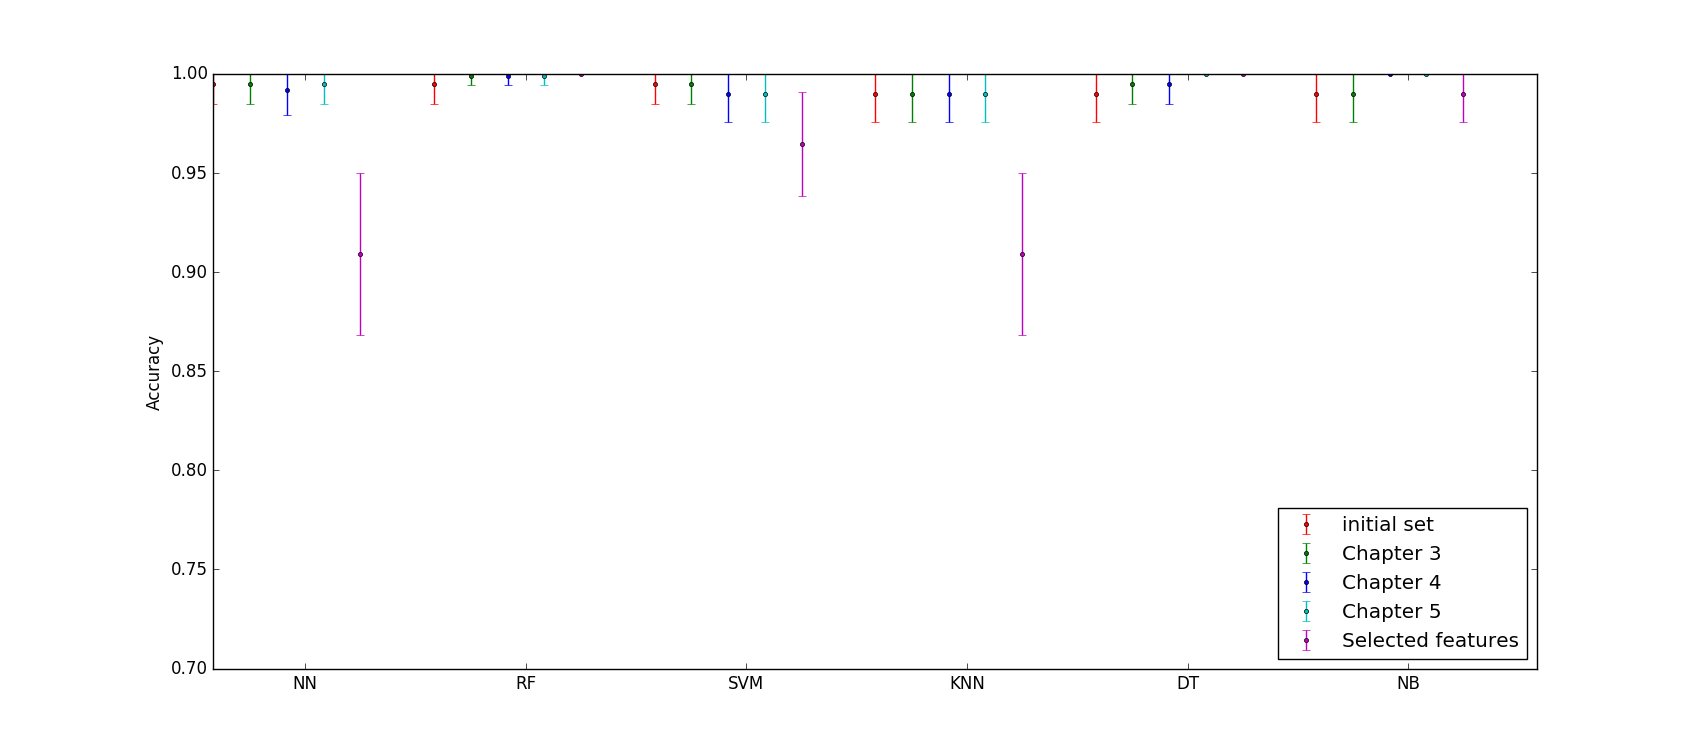 1.00
0.95
0.90
0.85
0.80
0.75
0.70
Accuracy
NN
RF
SVM
KNN
DT
NB
initial set
Chapter 3
Chapter 4
Chapter 5
Selected features